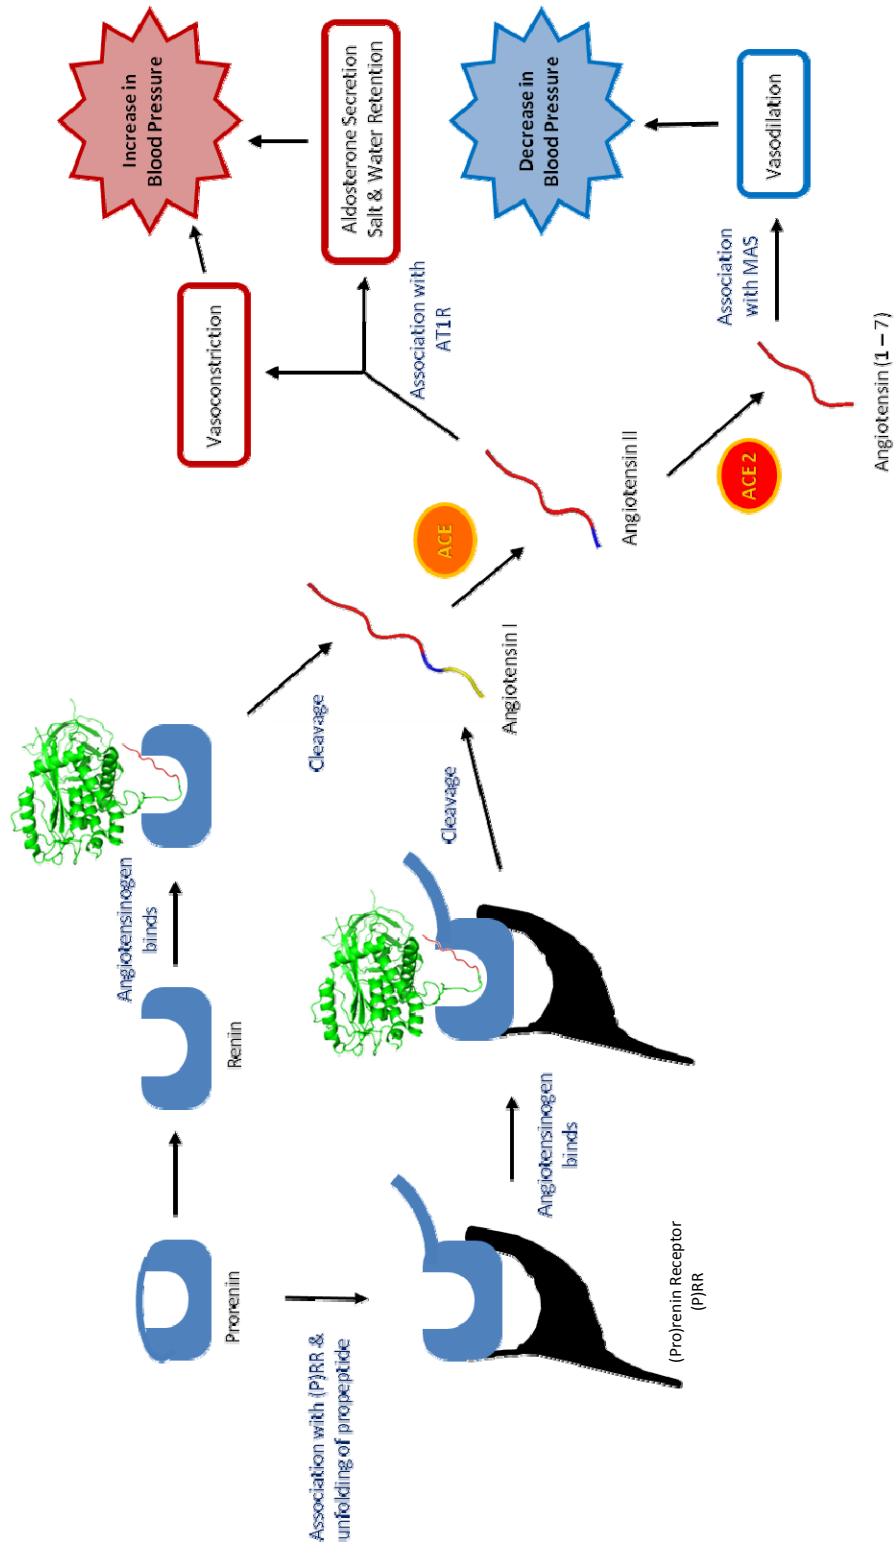 Prorenin
Renin
Angiotensinogen
binds
Cleavage
Association with (P)RR &
unfolding of propeptide
(Pro)renin Receptor
(P)RR
Angiotensinogen
binds
Cleavage
Angiotensin I
ACE
Angiotensin II
Association with
AT1R
Vasoconstriction
Aldosterone Secretion
Salt & Water Retention
Increase in
Blood Pressure
ACE 2
Angiotensin (1 – 7)
Association
with MAS
Vasodilation
Decrease in
Blood Pressure